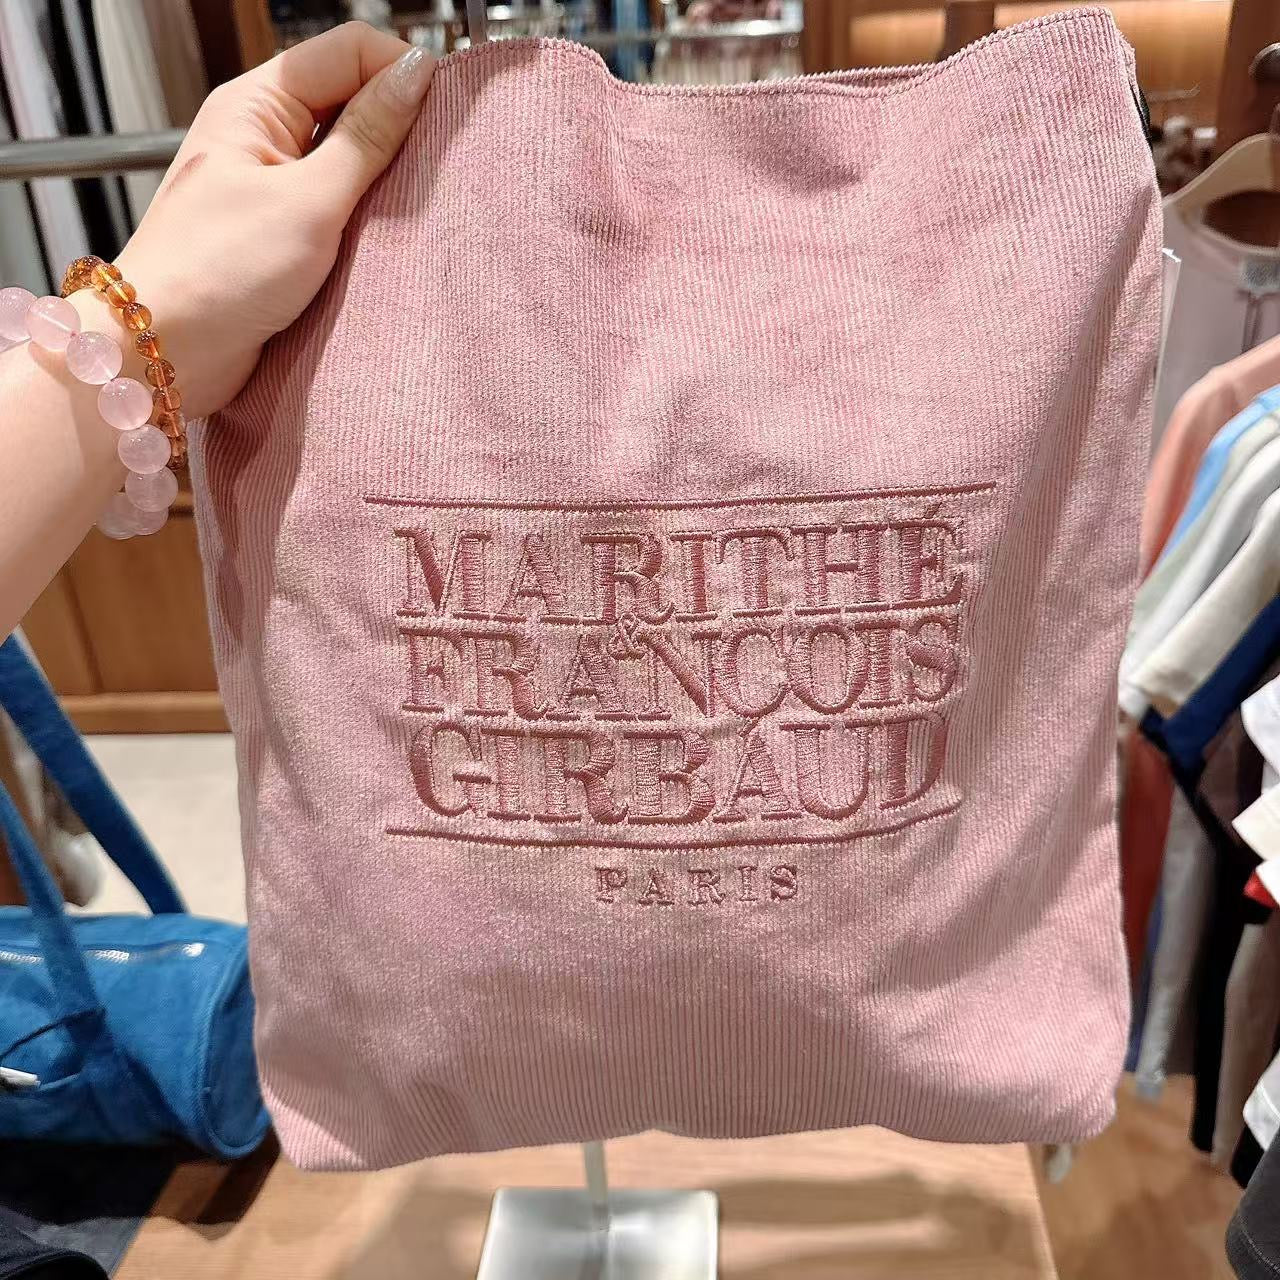 MARITHÉ
&
FRANCOIS
GIRBAUD
PARIS